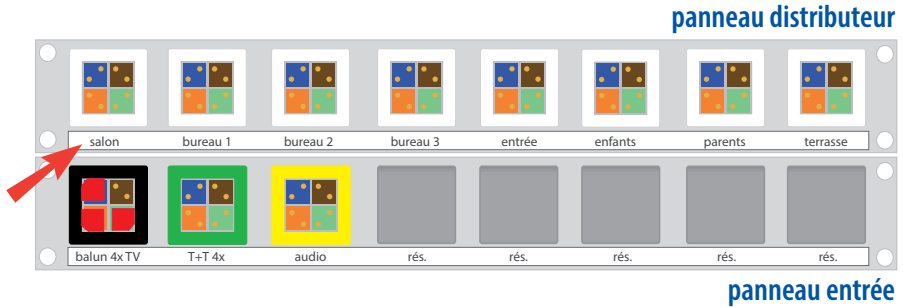 panneau distributeur
salon bureau 1 bureau 2 bureau 3 entrée enfants parents terrasse
balun 4x TV T+T 4x audio rés. rés. rés. rés. rés.
panneau entrée